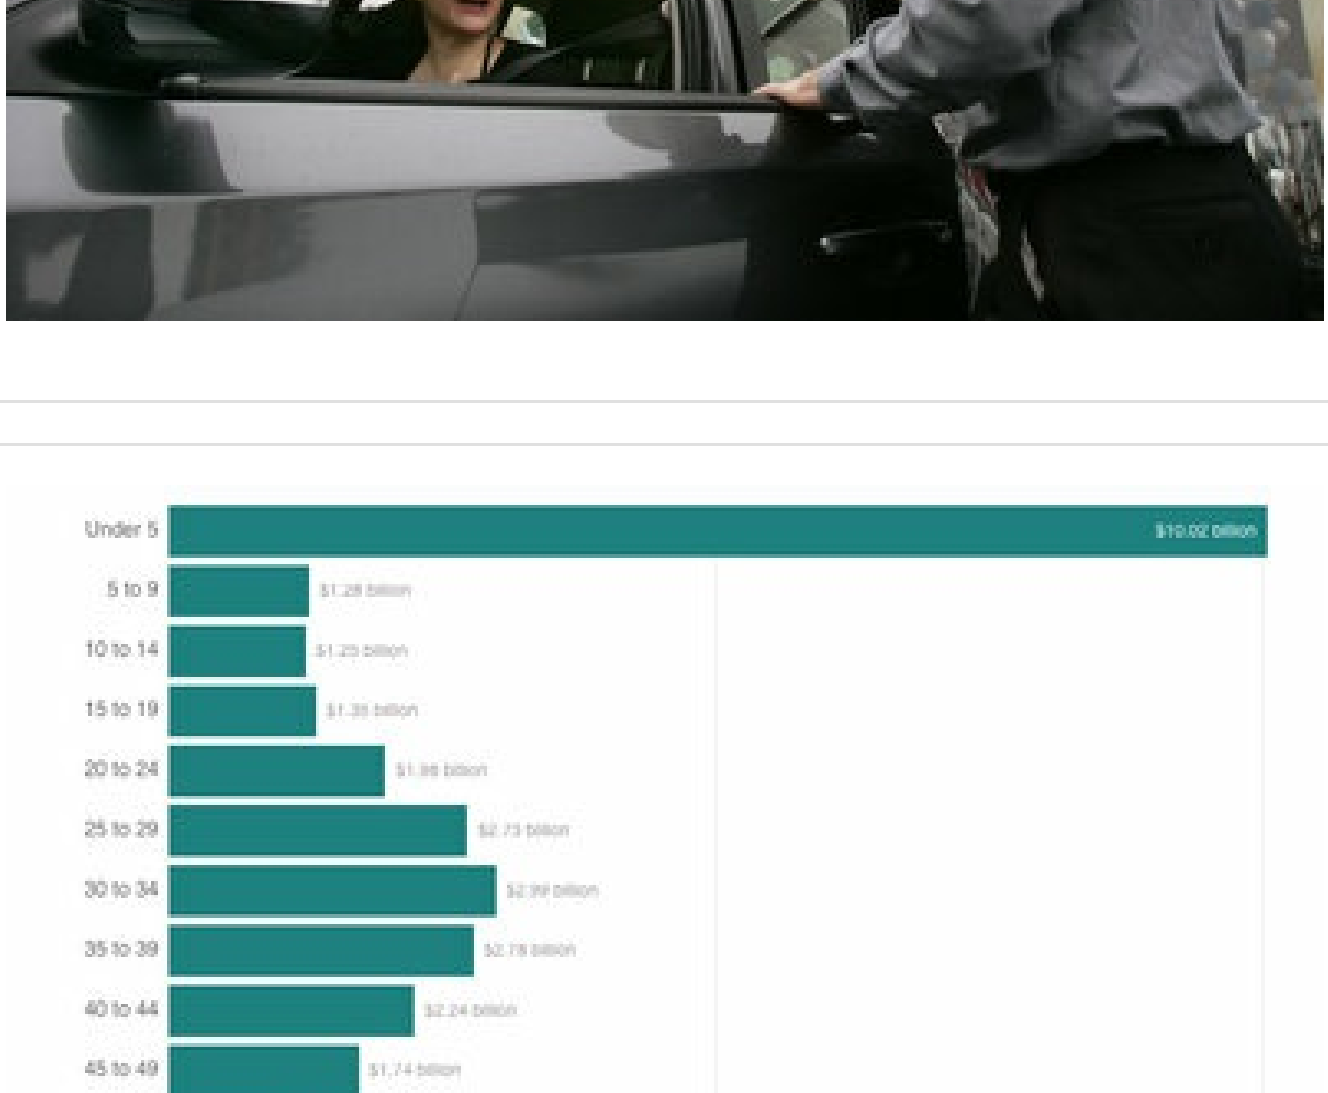 Under 5 $10.02 billion
5 to 9 $1.28 billion
10 to 14 $1.25 billion
15 to 19 $1.35 billion
20 to 24 $1.98 billion
25 to 29 $2.73 billion
30 to 34 $2.99 billion
35 to 39 $2.78 billion
40 to 44 $2.24 billion
45 to 49 $1.74 billion